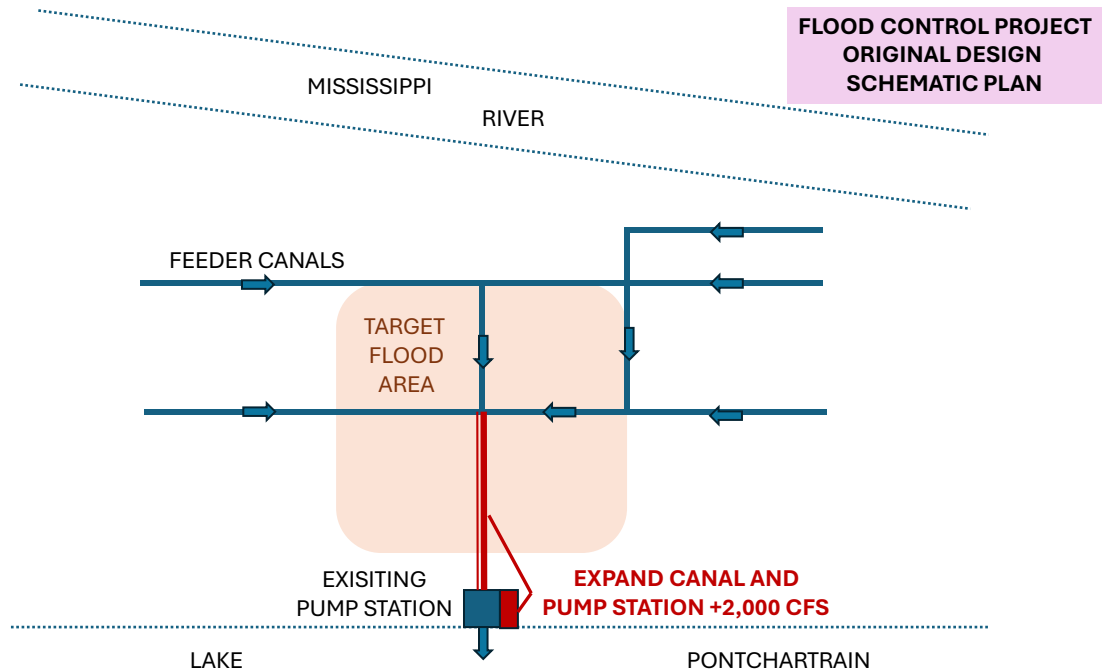 FLOOD CONTROL PROJECT
ORIGINAL DESIGN
SCHEMATIC PLAN
MISSISSIPPI
RIVER
FEEDER CANALS
TARGET
FLOOD
AREA
EXISITING
PUMP STATION
EXPAND CANAL AND
PUMP STATION +2,000 CFS
LAKE
PONTCHARTRAIN